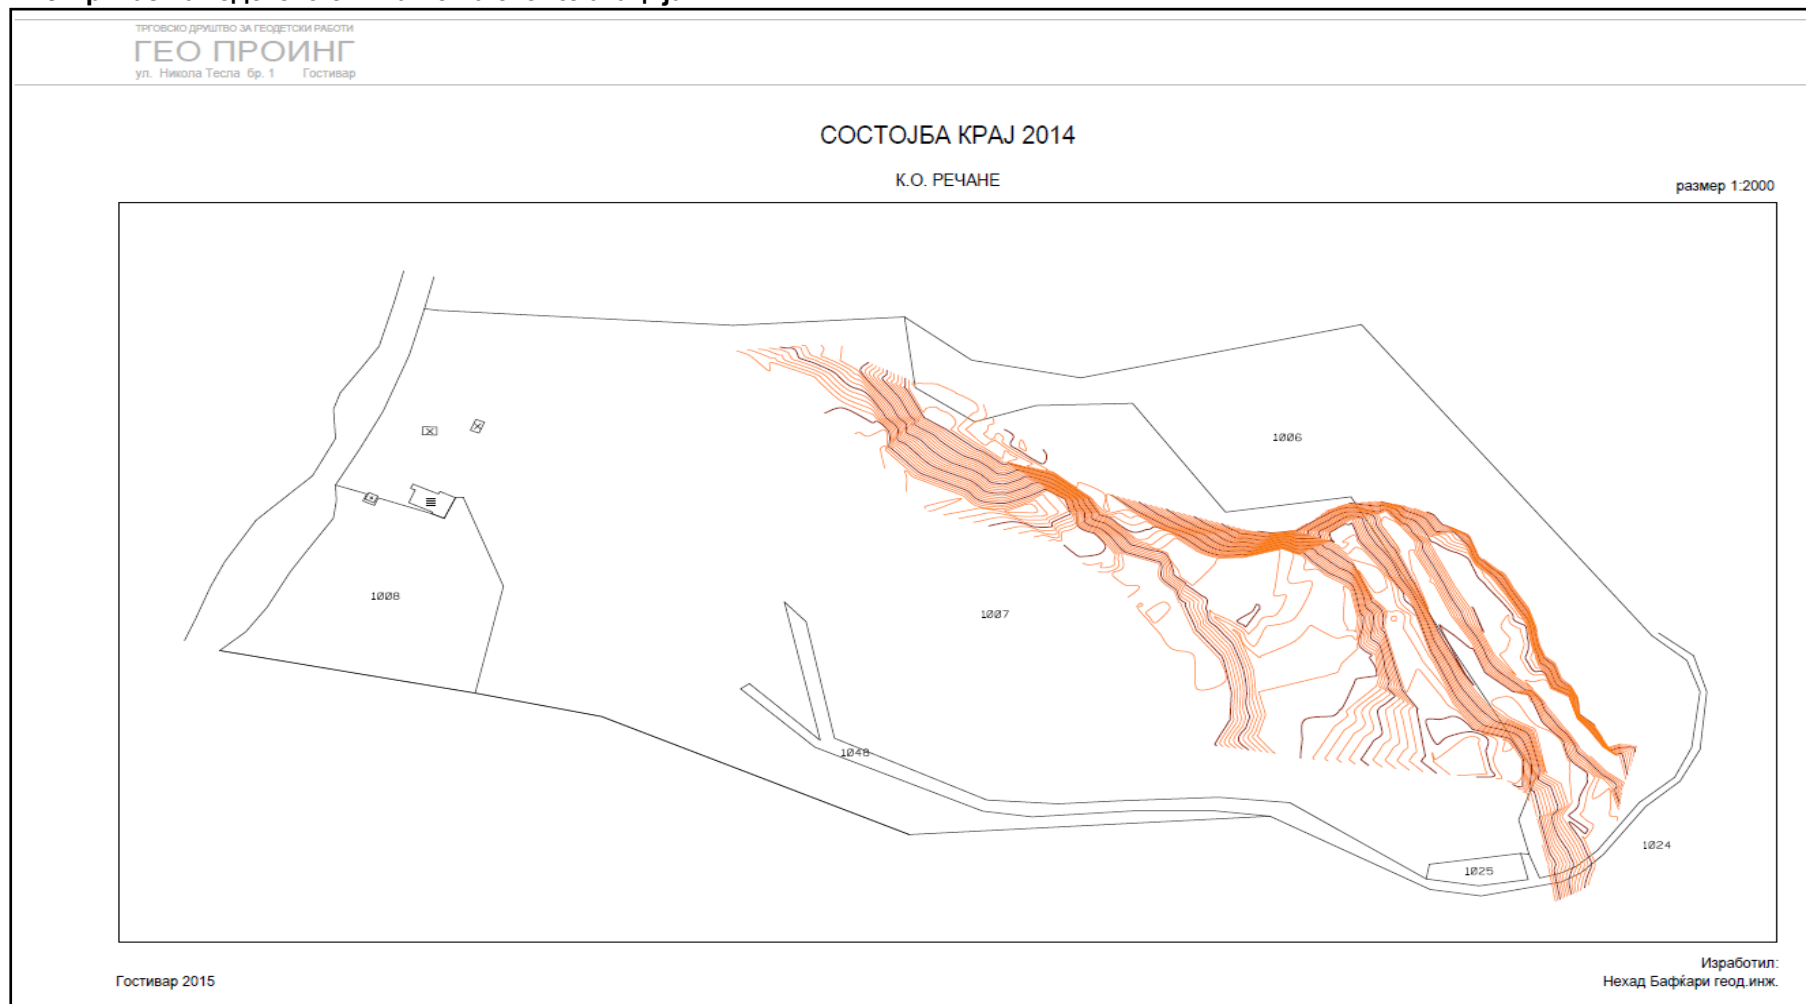 ТРГОВСКО ДРУШТВО ЗА ГЕОДЕТСКИ РАБОТИ
ГЕО ПРОИНГ
ул. Никола Тесла бр. 1 Гостивар
СОСТОЈБА КРАЈ 2014
К.О. РЕЧАНЕ
размер 1:2000
1006
1008
1007
1048
1024
1025
Изработил:
Гостивар 2015
Нехад Бафќари геод.инж.